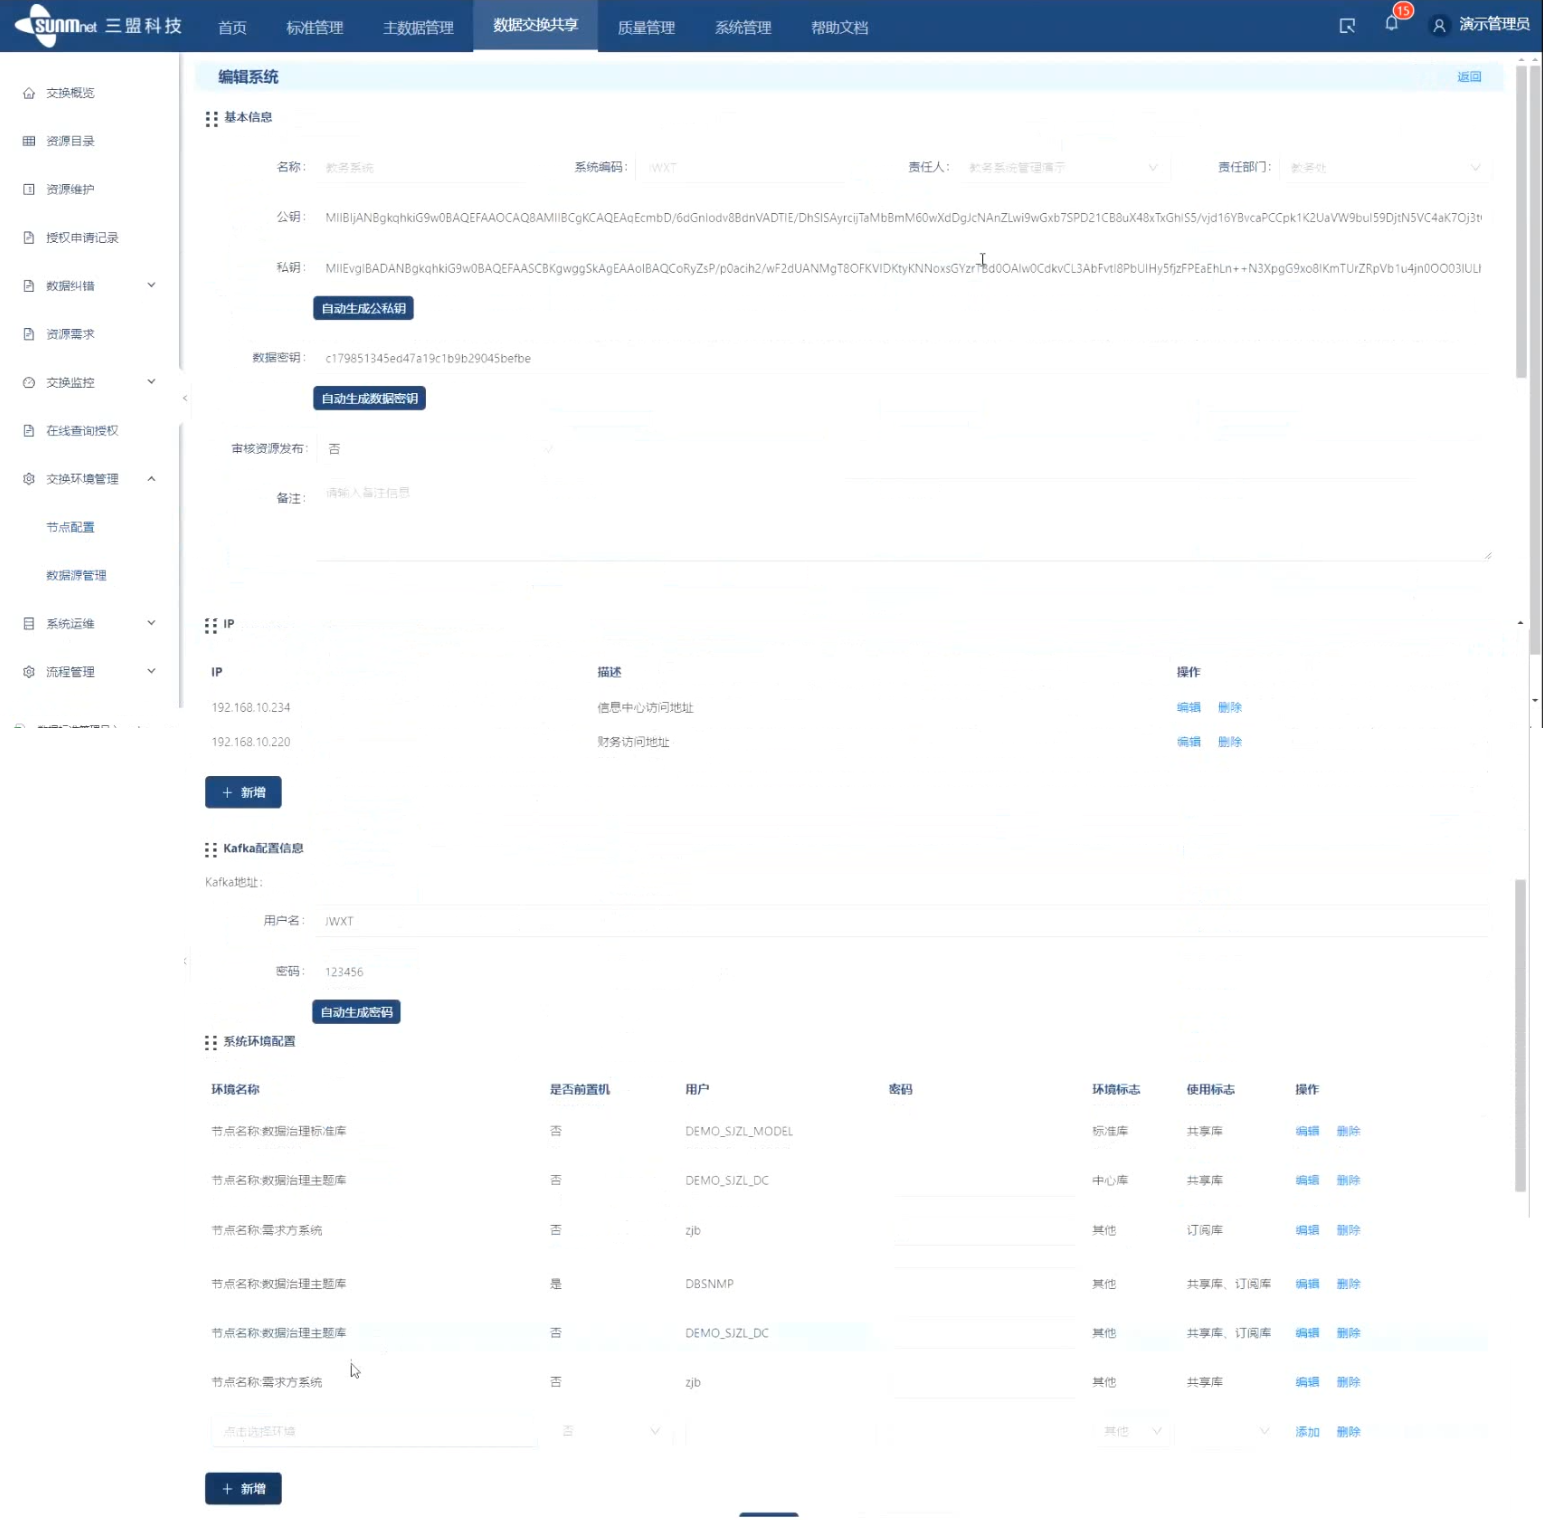 sunmnet 三盟科技 首页 标准管理 主数据管理 数据交换共享 质量管理 系统管理 帮助文档 15 演示管理员
交换概览
资源目录
资源维护
授权申请记录
数据纠错
资源需求
交换监控
在线查询授权
交换环境管理
节点配置
数据源管理
系统运维
流程管理
编辑系统 返回
基本信息
名称: 教务系统 系统编码: JWXT 责任人: 教务系统管理演示 责任部门: 教务处
公钥:
私钥:
自动生成公私钥
数据密钥: c179851345ed47a19c1b9b29045befbe
自动生成数据密钥
审核资源发布: 否
备注: 请输入备注信息
IP
IP 描述 操作
192.168.10.234 信息中心访问地址 编辑 删除
192.168.10.220 财务访问地址 编辑 删除
+ 新增
Kafka配置信息
Kafka地址:
用户名: JWXT
密码: 123456
自动生成密码
系统环境配置
环境名称 是否前置机 用户 密码 环境标志 使用标志 操作
节点名称:数据治理标准库 否 DEMO_SJZL_MODEL 标准库 共享库 编辑 删除
节点名称:数据治理主题库 否 DEMO_SJZL_DC 中心库 共享库 编辑 删除
节点名称:需求方系统 否 zjb 其他 订阅库 编辑 删除
节点名称:数据治理主题库 是 DBSNMP 其他 共享库、订阅库 编辑 删除
节点名称:数据治理主题库 否 DEMO_SJZL_DC 其他 共享库、订阅库 编辑 删除
节点名称:需求方系统 否 zjb 其他 共享库 编辑 删除
点击选择环境 否 其他 添加 删除
+ 新增